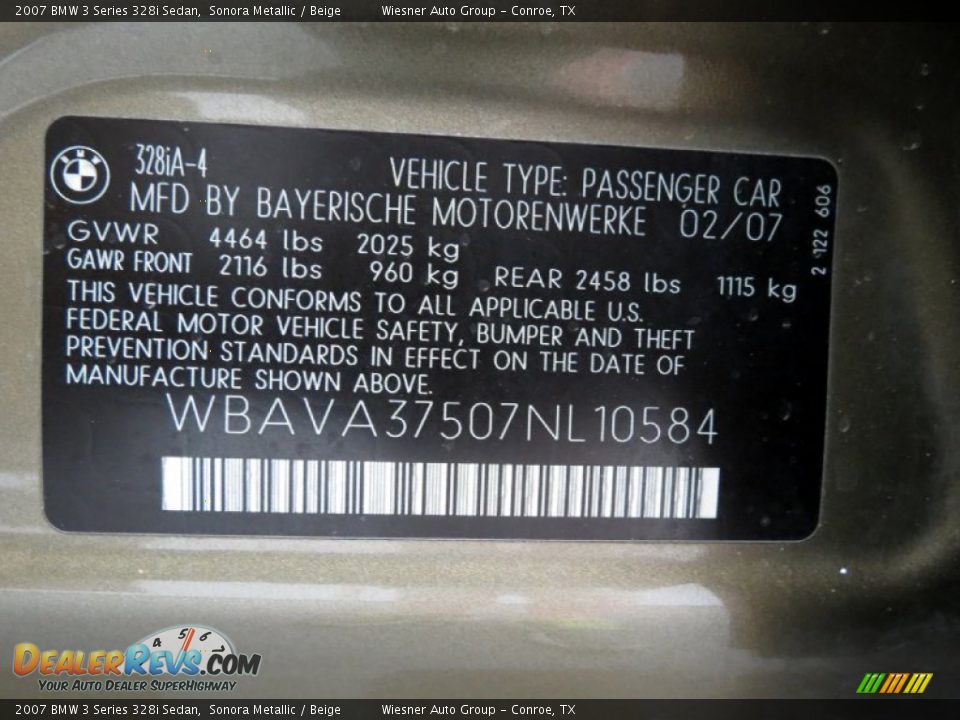 2007 BMW 3 Series 328i Sedan, Sonora Metallic / Beige Wiesner Auto Group - Conroe, TX
BMW
328iA-4 VEHICLE TYPE: PASSENGER CAR
MFD BY BAYERISCHE MOTORENWERKE 02/07
GVWR 4464 lbs 2025 kg
GAWR FRONT 2116 lbs 960 kg REAR 2458 lbs 1115 kg
THIS VEHICLE CONFORMS TO ALL APPLICABLE U.S.
FEDERAL MOTOR VEHICLE SAFETY, BUMPER AND THEFT
PREVENTION STANDARDS IN EFFECT ON THE DATE OF
MANUFACTURE SHOWN ABOVE.
WBAVA37507NL10584
2 122 606
4 5 6
DEALERREVS.COM
YOUR AUTO DEALER SUPERHIGHWAY
2007 BMW 3 Series 328i Sedan, Sonora Metallic / Beige Wiesner Auto Group - Conroe, TX